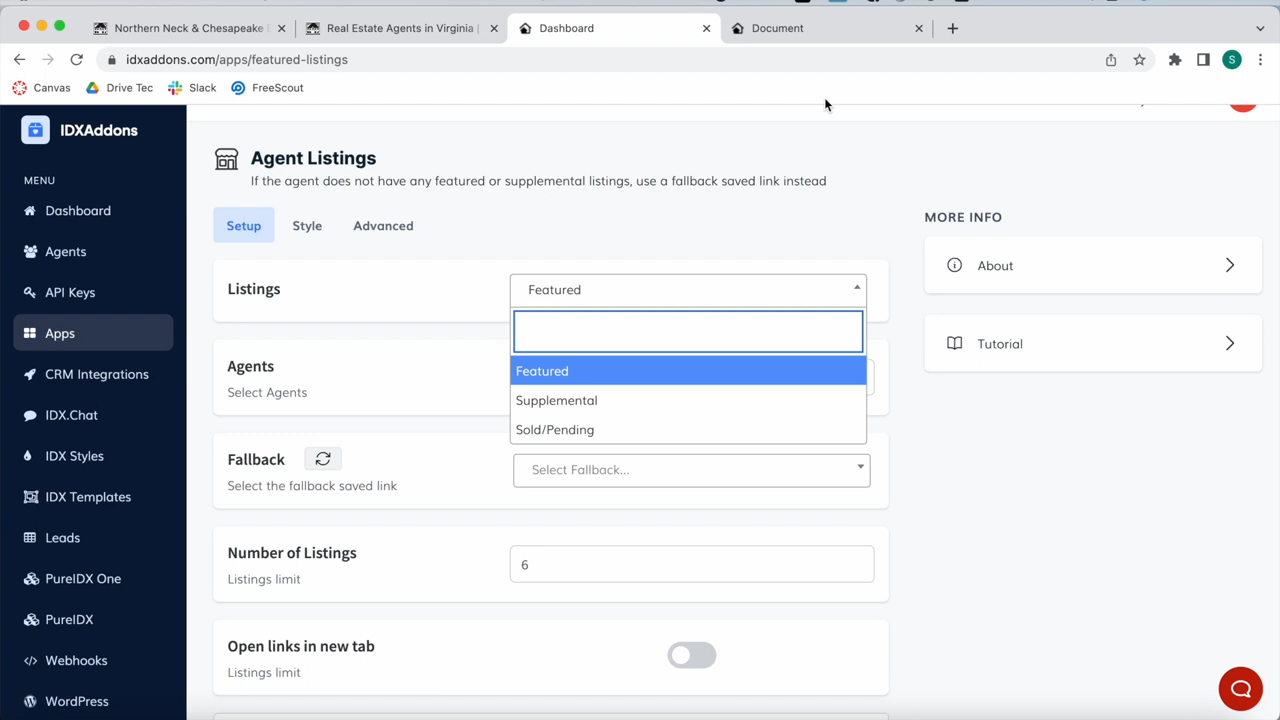 Northern Neck & Chesapeake
Real Estate Agents in Virginia
Dashboard
Document
idxaddons.com/apps/featured-listings
S
Canvas
Drive Tec
Slack
FreeScout
IDXAddons
MENU
Dashboard
Agents
API Keys
Apps
CRM Integrations
IDX.Chat
IDX Styles
IDX Templates
Leads
PureIDX One
PureIDX
Webhooks
WordPress
Agent Listings
If the agent does not have any featured or supplemental listings, use a fallback saved link instead
Setup
Style
Advanced
Listings
Featured
Featured
Supplemental
Sold/Pending
Agents
Select Agents
Fallback
Select the fallback saved link
Select Fallback...
Number of Listings
Listings limit
6
Open links in new tab
Listings limit
MORE INFO
About
Tutorial